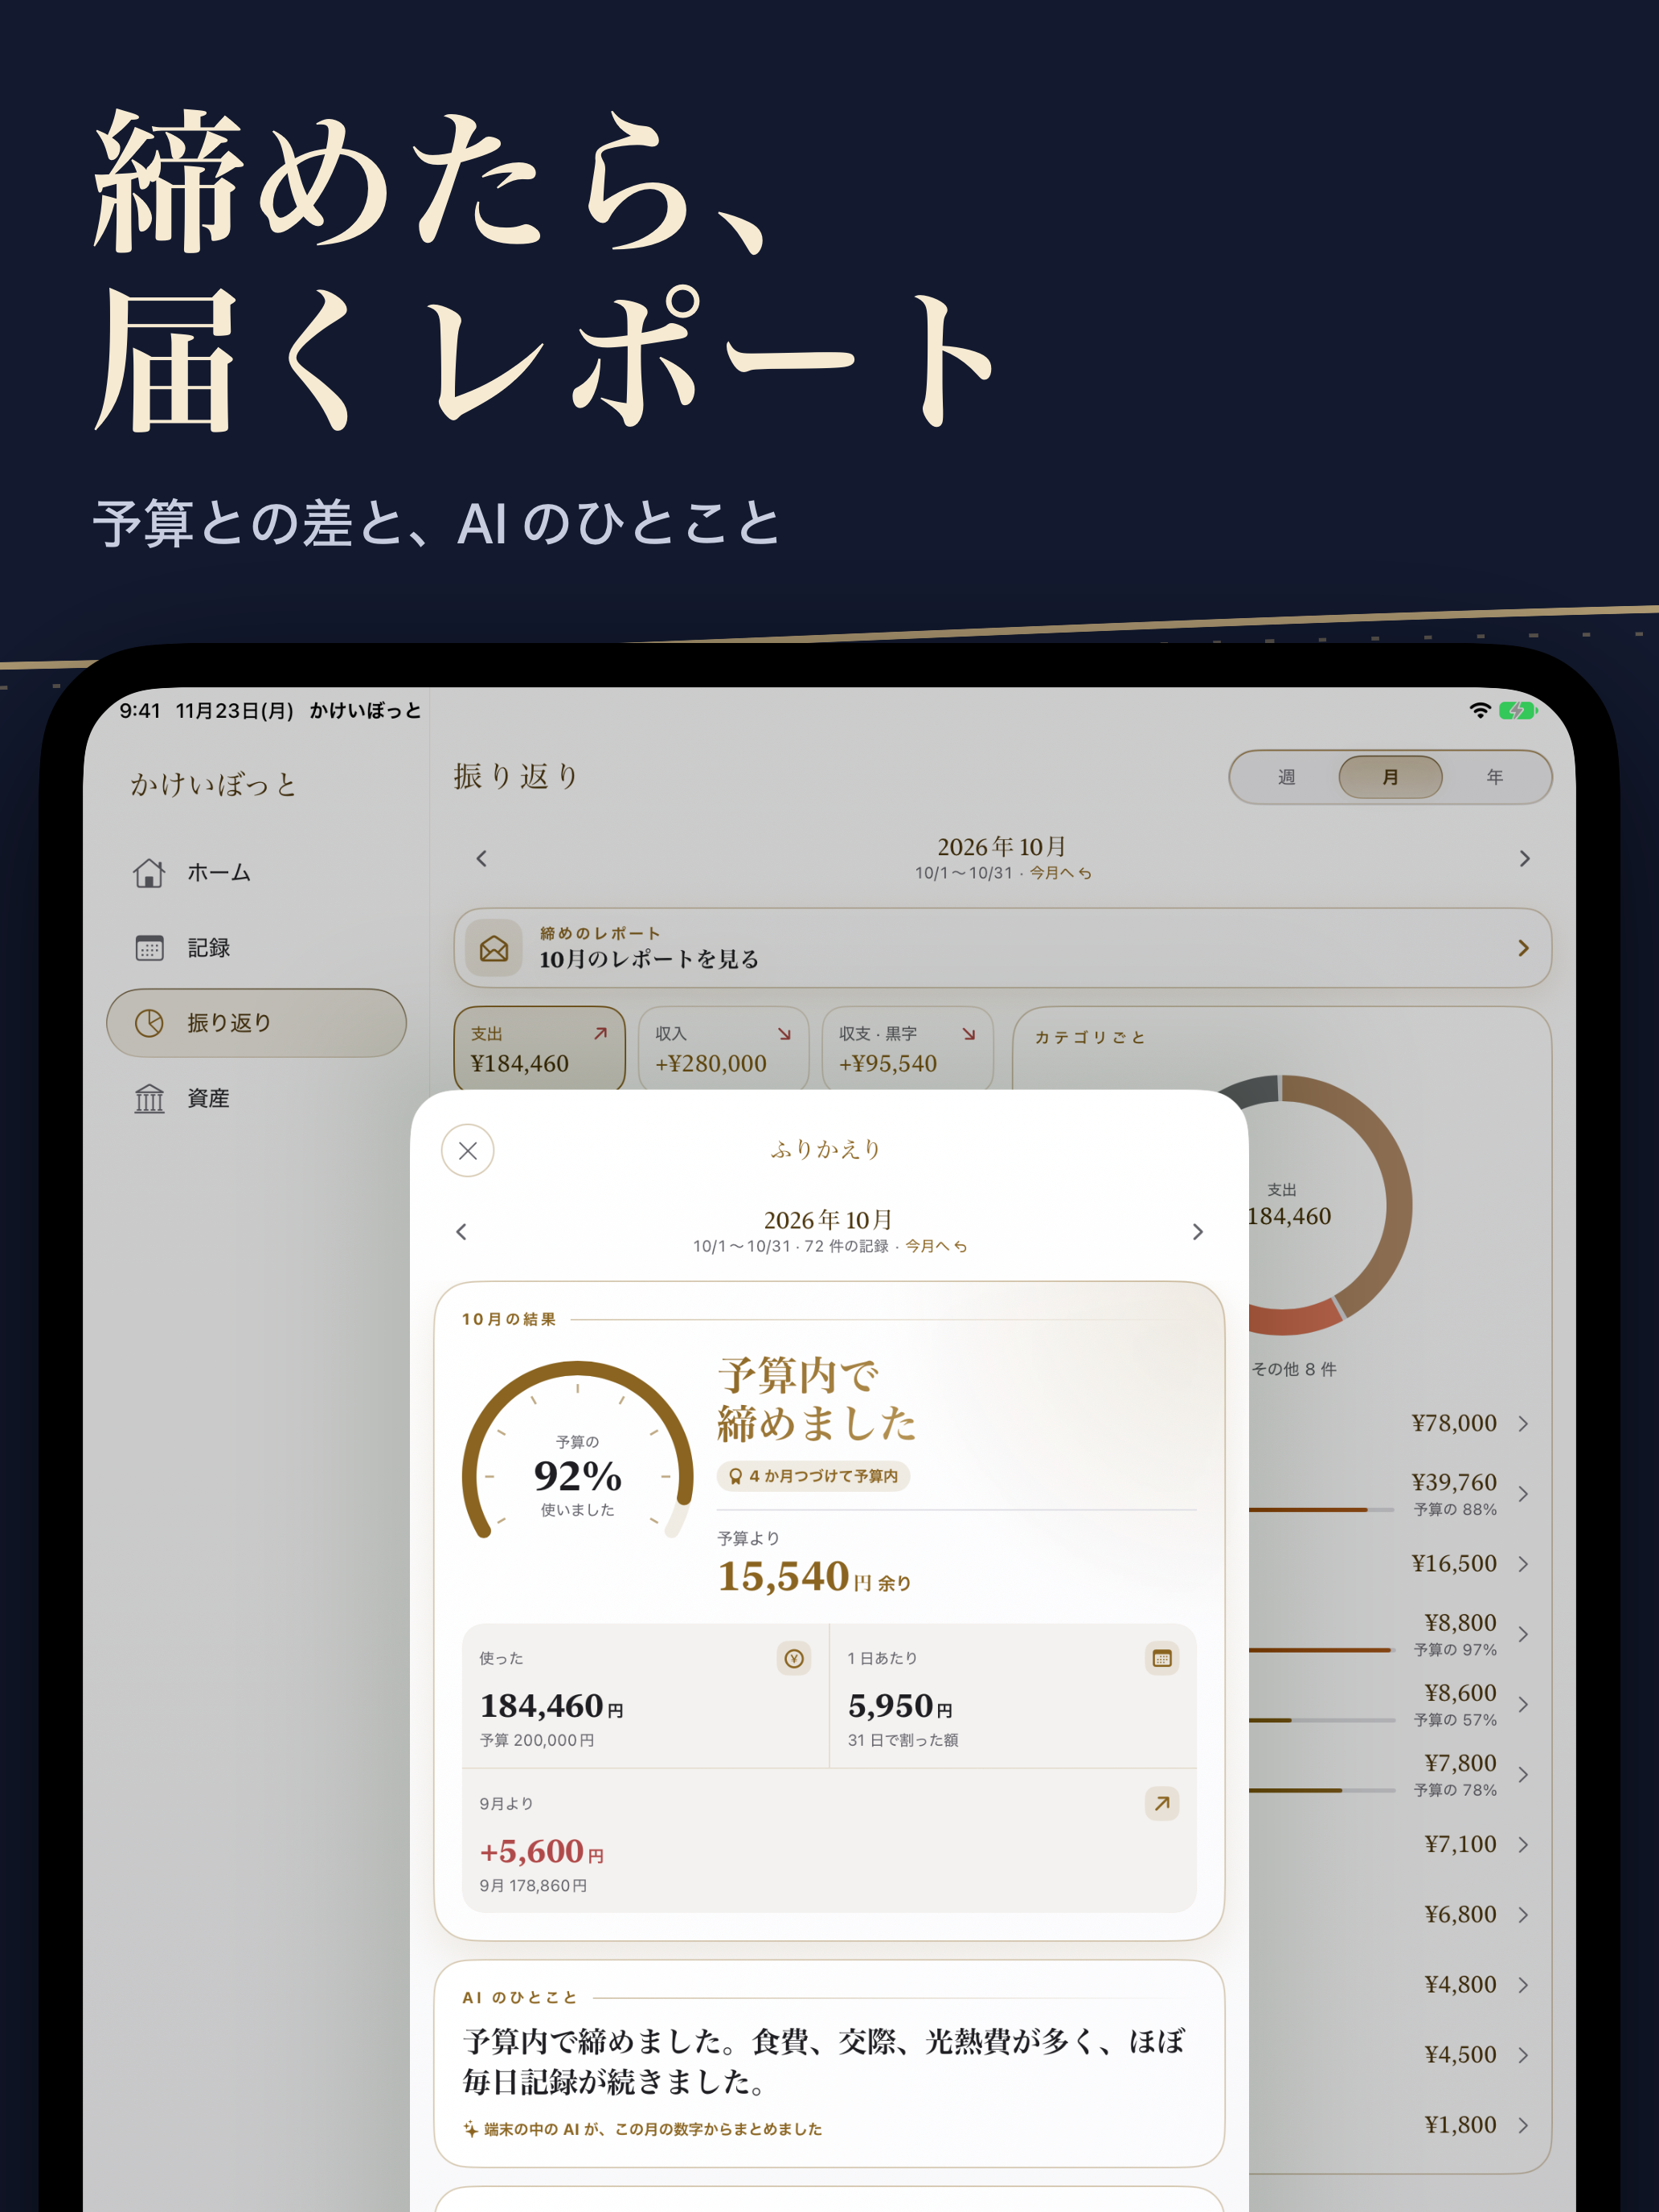 締めたら、
届くレポート
予算との差と、AI のひとこと
9:41 11月23日(月) かけいぼっと
かけいぼっと
ホーム
記録
振り返り
資産
振り返り
週 月 年
2026年 10月
10/1〜10/31 · 今月へ
締めのレポート
10月のレポートを見る
支出
¥184,460
収入
+¥280,000
収支 · 黒字
+¥95,540
カテゴリごと
支出
184,460
その他 8 件
¥78,000
¥39,760
予算の 88%
¥16,500
¥8,800
予算の 97%
¥8,600
予算の 57%
¥7,800
予算の 78%
¥7,100
¥6,800
¥4,800
¥4,500
¥1,800
ふりかえり
2026年 10月
10/1〜10/31 · 72 件の記録 · 今月へ
10月の結果
予算の
92%
使いました
予算内で
締めました
4 か月つづけて予算内
予算より
15,540円 余り
使った
184,460円
予算 200,000円
1 日あたり
5,950円
31 日で割った額
9月より
+5,600円
9月 178,860円
AI のひとこと
予算内で締めました。食費、交際、光熱費が多く、ほぼ
毎日記録が続きました。
端末の中の AI が、この月の数字からまとめました